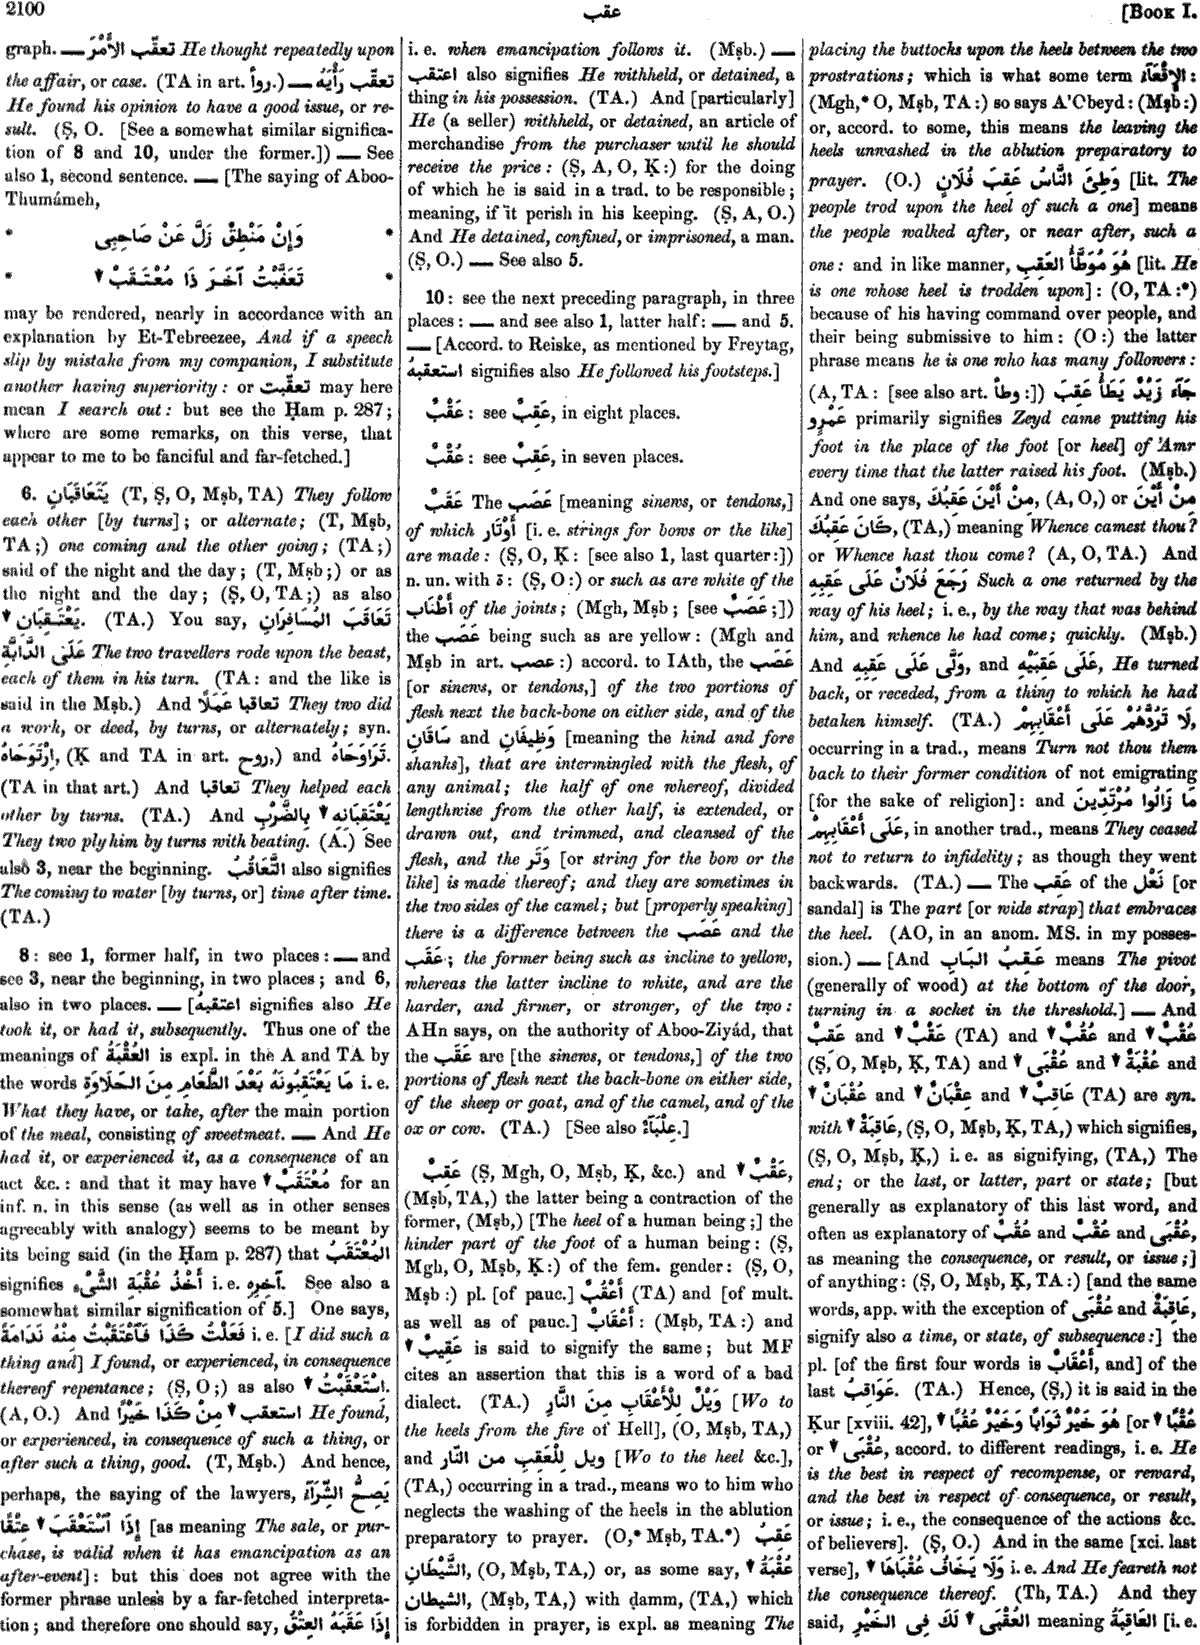 2100
عقب
[Book I.
graph. — تعقّب الأَمْرَ He thought repeatedly upon
the affair, or case. (TA in art. روأ.) — تعقّب رَأْيَهُ
He found his opinion to have a good issue, or re-
sult. (Ṣ, O. [See a somewhat similar significa-
tion of 8 and 10, under the former.]) — See
also 1, second sentence. — [The saying of Aboo-
Thumámeh,
* وَإِنْ مَنْطِقٌ زَلَّ عَنْ صَاحِبِى *
* تَعَقَّبْتُ آخَرَ ذَا مُعْتَقَبْ ▼ *
may be rendered, nearly in accordance with an
explanation by Et-Tebreezee, And if a speech
slip by mistake from my companion, I substitute
another having superiority: or تعقّبت may here
mean I search out: but see the Ḥam p. 287;
where are some remarks, on this verse, that
appear to me to be fanciful and far-fetched.]
6. يَتَعَاقَبَانِ (T, Ṣ, O, Mṣb, TA) They follow
each other [by turns]; or alternate; (T, Mṣb,
TA;) one coming and the other going; (TA;)
said of the night and the day; (T, Mṣb;) or as
the night and the day; (Ṣ, O, TA;) as also
▼ يَعْتَقِبَانِ. (TA.) You say, تَعَاقَبَ المُسَافِرَانِ
عَلَى الدَّابَّةِ The two travellers rode upon the beast,
each of them in his turn. (TA: and the like is
said in the Mṣb.) And تعاقبا عَمَلًا They two did
a work, or deed, by turns, or alternately; syn.
اِرْتَوَحَاهُ, (Ḳ and TA in art. روح,) and تَرَاوَحَاهُ.
(TA in that art.) And تعاقبا They helped each
other by turns. (TA.) And يَعْتَقِبَانِهِ ▼ بِالضَّرْبِ
They two ply him by turns with beating. (A.) See
also 3, near the beginning. التَّعَاقُبُ also signifies
The coming to water [by turns, or] time after time.
(TA.)
8: see 1, former half, in two places: — and
see 3, near the beginning, in two places; and 6,
also in two places. — [اعتقبهُ signifies also He
took it, or had it, subsequently. Thus one of the
meanings of العُقْبَةُ is expl. in the A and TA by
the words مَا يَعْتَقِبُونَهُ بَعْدَ الطَّعَامِ مِنَ الحَلَاوَةِ i. e.
What they have, or take, after the main portion
of the meal, consisting of sweetmeat. — And He
had it, or experienced it, as a consequence of an
act &c.: and that it may have ▼ مُعْتَقَبٌ for an
inf. n. in this sense (as well as in other senses
agreeably with analogy) seems to be meant by
its being said (in the Ḥam p. 287) that المُعْتَقَبُ
signifies أَخْذُ عُقْبَةِ الشَّىْءِ i. e. آخِرِهِ. See also a
somewhat similar signification of 5.] One says,
فَعَلْتُ كَذَا فَاعْتَقَبْتُ مِنْهُ نَدَامَةً i. e. [I did such a
thing and] I found, or experienced, in consequence
thereof repentance; (Ṣ, O;) as also ▼ اِسْتَعْقَبْتُ.
(A, O.) And استعقب ▼ مِنْ كَذَا خَيْرًا He found,
or experienced, in consequence of such a thing, or
after such a thing, good. (T, Mṣb.) And hence,
perhaps, the saying of the lawyers, يَصِحُّ الشِّرَآءُ
إِذَا اسْتَعْقَبَ ▼ عِتْقًا [as meaning The sale, or pur-
chase, is valid when it has emancipation as an
after-event]: but this does not agree with the
former phrase unless by a far-fetched interpreta-
tion; and therefore one should say, إِذَا عَقَبَهُ العِتْقُ
i. e. when emancipation follows it. (Mṣb.) —
اعتقب also signifies He withheld, or detained, a
thing in his possession. (TA.) And [particularly]
He (a seller) withheld, or detained, an article of
merchandise from the purchaser until he should
receive the price: (Ṣ, A, O, Ḳ:) for the doing
of which he is said in a trad. to be responsible;
meaning, if it perish in his keeping. (Ṣ, A, O.)
And He detained, confined, or imprisoned, a man.
(Ṣ, O.) — See also 5.
10: see the next preceding paragraph, in three
places: — and see also 1, latter half: — and 5.
— [Accord. to Reiske, as mentioned by Freytag,
استعقبهُ signifies also He followed his footsteps.]
عَقْبٌ: see عَقِبٌ, in eight places.
عُقْبٌ: see عَقِبٌ, in seven places.
عَقَبٌ The عَصَب [meaning sinews, or tendons,]
of which أَوْتَار [i. e. strings for bows or the like]
are made: (Ṣ, O, Ḳ: [see also 1, last quarter:])
n. un. with ة: (Ṣ, O:) or such as are white of the
أَطْنَاب of the joints; (Mgh, Mṣb; [see عَصَبٌ;])
the عَصَب being such as are yellow: (Mgh and
Mṣb in art. عصب:) accord. to IAth, the عَصَب
[or sinews, or tendons,] of the two portions of
flesh next the back-bone on either side, and of the
سَاقَانِ and وَظِيفَانِ [meaning the hind and fore
shanks], that are intermingled with the flesh, of
any animal; the half of one whereof, divided
lengthwise from the other half, is extended, or
drawn out, and trimmed, and cleansed of the
flesh, and the وَتَر [or string for the bow or the
like] is made thereof; and they are sometimes in
the two sides of the camel; but [properly speaking]
there is a difference between the عَصَب and the
عَقَب; the former being such as incline to yellow,
whereas the latter incline to white, and are the
harder, and firmer, or stronger, of the two:
AHn says, on the authority of Aboo-Ziyád, that
the عَقَب are [the sinews, or tendons,] of the two
portions of flesh next the back-bone on either side,
of the sheep or goat, and of the camel, and of the
ox or cow. (TA.) [See also عِلْبَآءٌ.]
عَقِبٌ (Ṣ, Mgh, O, Mṣb, Ḳ, &c.) and ▼ عَقْبٌ,
(Mṣb, TA,) the latter being a contraction of the
former, (Mṣb,) [The heel of a human being;] the
hinder part of the foot of a human being: (Ṣ,
Mgh, O, Mṣb, Ḳ:) of the fem. gender: (Ṣ, O,
Mṣb:) pl. [of pauc.] أَعْقُبٌ (TA) and [of mult.
as well as of pauc.] أَعْقَابٌ: (Mṣb, TA:) and
▼ عَقِيبٌ is said to signify the same; but MF
cites an assertion that this is a word of a bad
dialect. (TA.) وَيْلٌ لِلْأَعْقَابِ مِنَ النَّارِ [Wo to
the heels from the fire of Hell], (O, Mṣb, TA,)
and ويل لِلْعَقِبِ من النّار [Wo to the heel &c.],
(TA,) occurring in a trad., means wo to him who
neglects the washing of the heels in the ablution
preparatory to prayer. (O,* Mṣb, TA.*) عَقِبُ
الشَّيْطَانِ, (O, Mṣb, TA,) or, as some say, ▼ عُقْبَةُ
الشيطان, (Mṣb, TA,) with ḍamm, (TA,) which
is forbidden in prayer, is expl. as meaning The
placing the buttocks upon the heels between the two
prostrations; which is what some term الإِقْعَآءُ:
(Mgh,* O, Mṣb, TA:) so says A'Obeyd: (Mṣb:)
or, accord. to some, this means the leaving the
heels unwashed in the ablution preparatory to
prayer. (O.) وَطِئَ النَّاسُ عَقِبَ فُلَانٍ [lit. The
people trod upon the heel of such a one] means
the people walked after, or near after, such a
one: and in like manner, هُوَ مُوَطَّأُ العَقِبِ [lit. He
is one whose heel is trodden upon]: (O, TA:*)
because of his having command over people, and
their being submissive to him: (O:) the latter
phrase means he is one who has many followers:
(A, TA: [see also art. وطأ:]) جَآءَ زَيْدٌ يَطَأُ عَقِبَ
عَمْرٍو primarily signifies Zeyd came putting his
foot in the place of the foot [or heel] of 'Amr
every time that the latter raised his foot. (Mṣb.)
And one says, مِنْ أَيْنَ عَقِبُكَ, (A, O,) or مِنْ أَيْنَ
كَانَ عَقِبُكَ, (TA,) meaning Whence camest thou?
or Whence hast thou come? (A, O, TA.) And
رَجَعَ فُلَانٌ عَلَى عَقِبِهِ Such a one returned by the
way of his heel; i. e., by the way that was behind
him, and whence he had come; quickly. (Mṣb.)
And وَلَّى عَلَى عَقِبِهِ, and عَلَى عَقِبَيْهِ, He turned
back, or receded, from a thing to which he had
betaken himself. (TA.) لَا تَرُدَّهُمْ عَلَى أَعْقَابِهِمْ,
occurring in a trad., means Turn not thou them
back to their former condition of not emigrating
[for the sake of religion]: and مَا زَالُوا مُرْتَدِّينَ
عَلَى أَعْقَابِهِمْ, in another trad., means They ceased
not to return to infidelity; as though they went
backwards. (TA.) — The عَقِب of the نَعْل [or
sandal] is The part [or wide strap] that embraces
the heel. (AO, in an anom. MS. in my posses-
sion.) — [And عَقِبُ البَابِ means The pivot
(generally of wood) at the bottom of the door,
turning in a socket in the threshold.] — And
عَقِبٌ and ▼ عَقْبٌ (TA) and ▼ عُقُبٌ and ▼ عُقْبٌ
(Ṣ, O, Mṣb, Ḳ, TA) and ▼ عُقْبَى and ▼ عُقْبَةٌ and
▼ عُقْبَانٌ and ▼ عِقْبَانٌ and ▼ عَاقِبٌ (TA) are syn.
with ▼ عَاقِبَةٌ, (Ṣ, O, Mṣb, Ḳ, TA,) which signifies,
(Ṣ, O, Mṣb, Ḳ,) i. e. as signifying, (TA,) The
end; or the last, or latter, part or state; [but
generally as explanatory of this last word, and
often as explanatory of عُقُبٌ and عُقْبٌ and عُقْبَى,
as meaning the consequence, or result, or issue;]
of anything: (Ṣ, O, Mṣb, Ḳ, TA:) [and the same
words, app. with the exception of عُقْبَى and عَاقِبَةٌ,
signify also a time, or state, of subsequence:] the
pl. [of the first four words is أَعْقَابٌ, and] of the
last عَوَاقِبُ. (TA.) Hence, (Ṣ,) it is said in the
Ḳur [xviii. 42], هُوَ خَيْرٌ ثَوَابًا وَخَيْرٌ عُقُبًا ▼ [or ▼ عُقْبًا
or ▼ عُقْبَى, accord. to different readings, i. e. He
is the best in respect of recompense, or reward,
and the best in respect of consequence, or result,
or issue; i. e., the consequence of the actions &c.
of believers]. (Ṣ, O.) And in the same [xci. last
verse], وَلَا يَخَافُ عُقْبَاهَا ▼ i. e. And He feareth not
the consequence thereof. (Th, TA.) And they
said, العُقْبَى ▼ لَكَ فِى الخَيْرِ meaning العَاقِبَةُ [i. e.